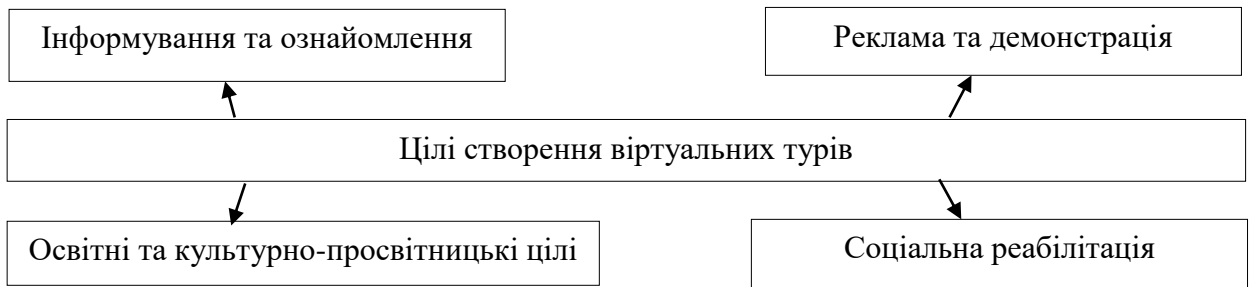 Інформування та ознайомлення
Реклама та демонстрація
Цілі створення віртуальних турів
Освітні та культурно-просвітницькі цілі
Соціальна реабілітація